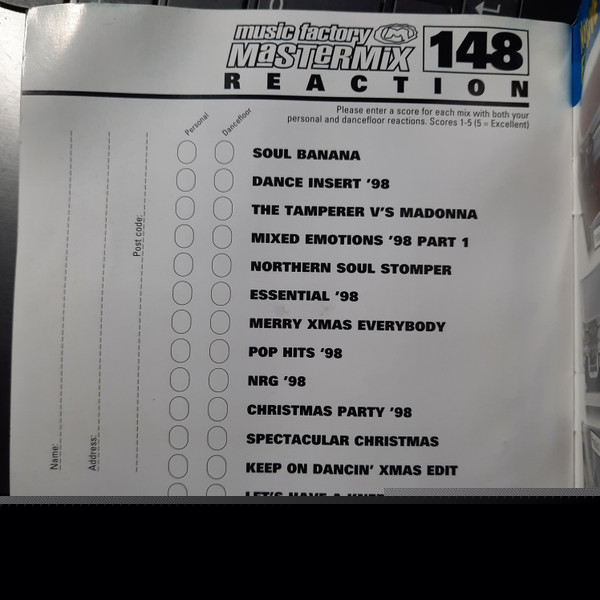 music factory
MASTERMIX 148
REACTION
Please enter a score for each mix with both your
personal and dancefloor reactions. Scores 1-5 (5 = Excellent)
Personal Dancefloor
SOUL BANANA
DANCE INSERT '98
THE TAMPERER V'S MADONNA
MIXED EMOTIONS '98 PART 1
NORTHERN SOUL STOMPER
ESSENTIAL '98
MERRY XMAS EVERYBODY
POP HITS '98
NRG '98
CHRISTMAS PARTY '98
SPECTACULAR CHRISTMAS
KEEP ON DANCIN' XMAS EDIT
LET'S HAVE A
Name:
Address:
Post code: